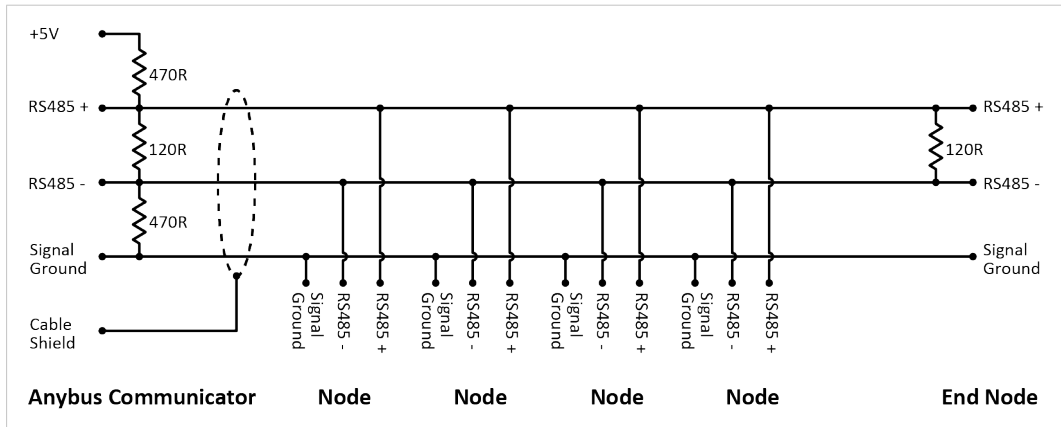 +5V
470R
RS485 +
RS485 +
120R
120R
RS485 -
RS485 -
470R
Signal
Ground
Signal
Ground
Signal
Ground
RS485 -
RS485 +
Signal
Ground
RS485 -
RS485 +
Signal
Ground
RS485 -
RS485 +
Signal
Ground
RS485 -
RS485 +
Cable
Shield
Anybus Communicator
Node
Node
Node
Node
End Node